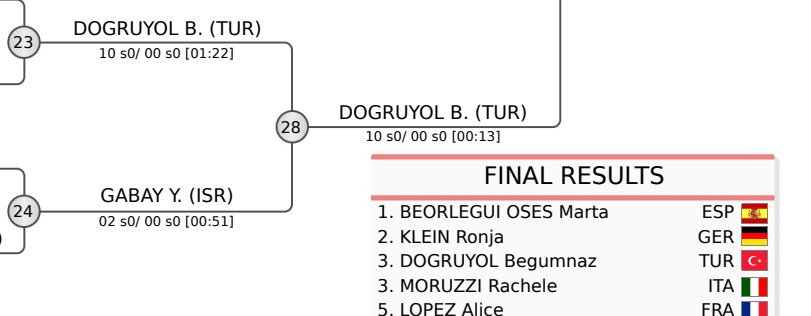 23
DOGRUYOL B. (TUR)
10 s0/ 00 s0 [01:22]
28
DOGRUYOL B. (TUR)
10 s0/ 00 s0 [00:13]
24
GABAY Y. (ISR)
02 s0/ 00 s0 [00:51]
)
FINAL RESULTS
1. BEORLEGUI OSES Marta ESP
2. KLEIN Ronja GER
3. DOGRUYOL Begumnaz TUR
3. MORUZZI Rachele ITA
5. LOPEZ Alice FRA